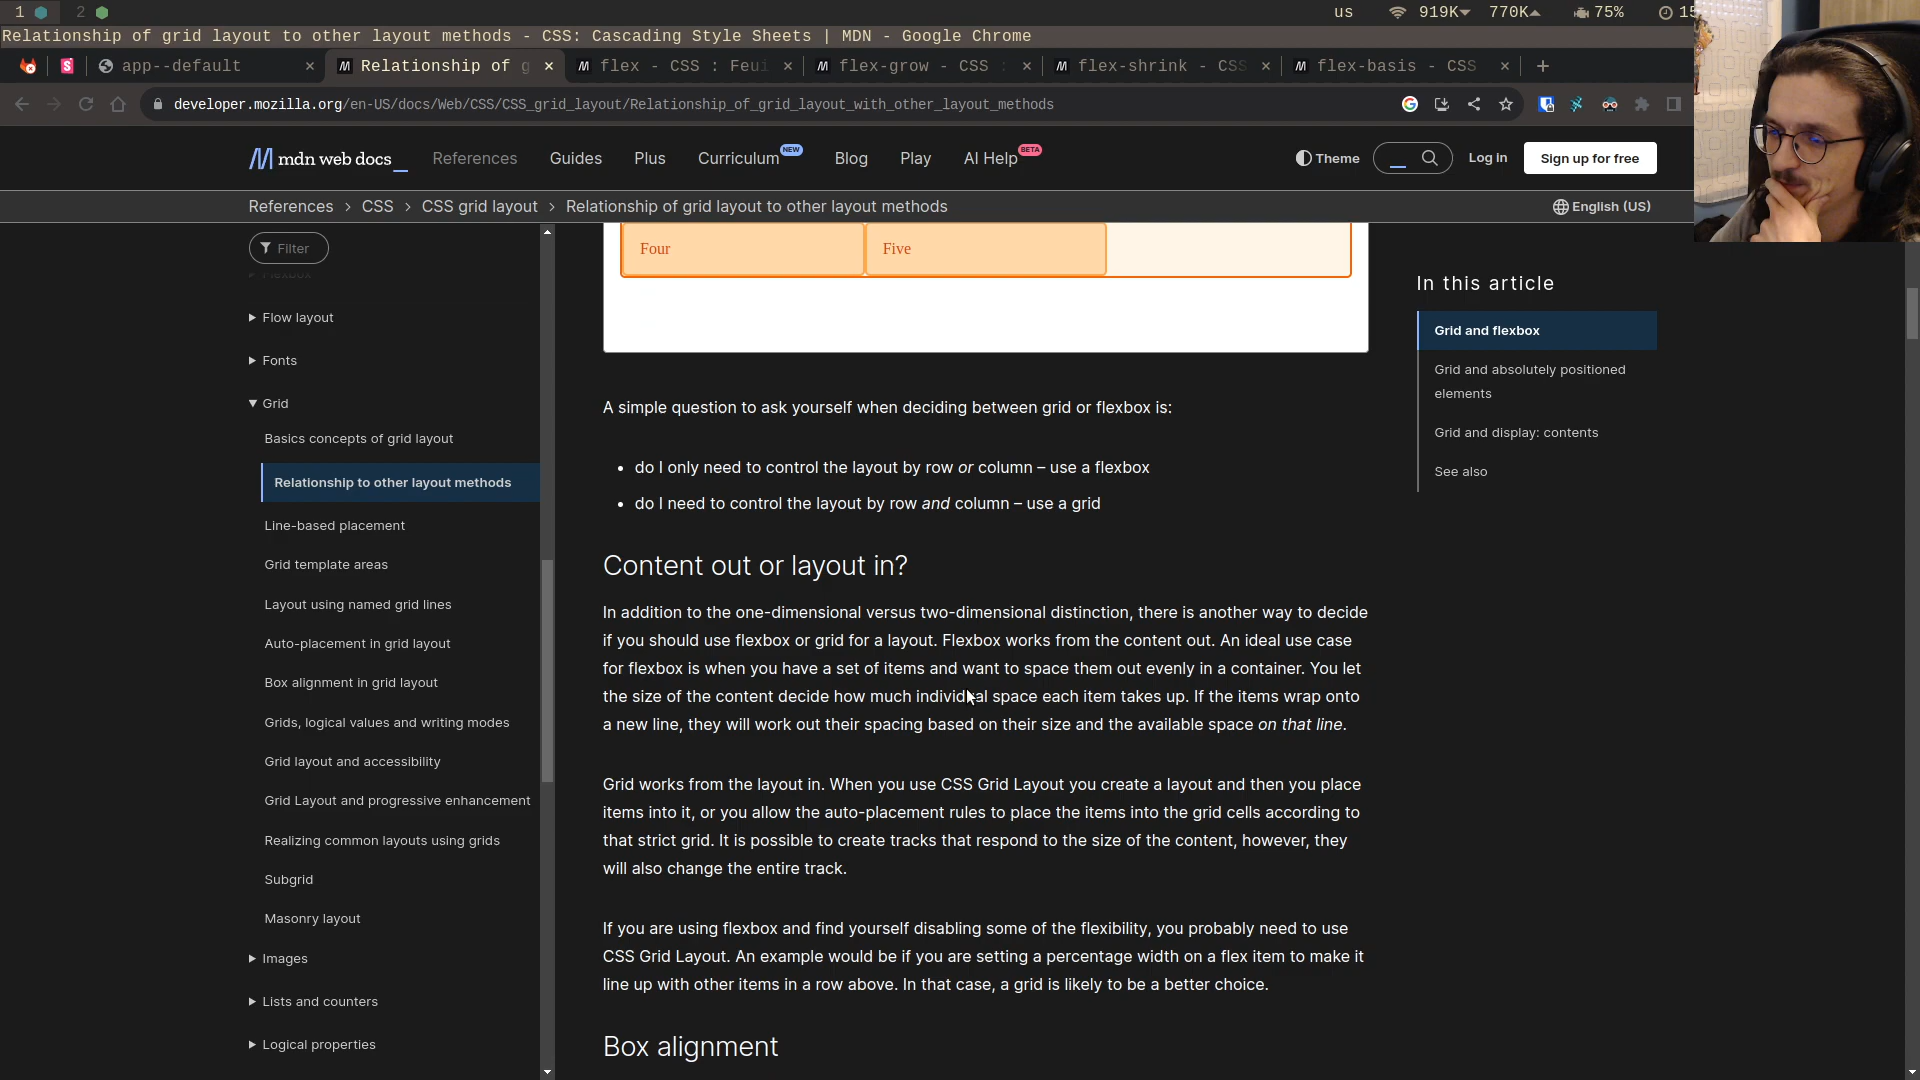 1 2 us 919K 770K 75% 15
Relationship of grid layout to other layout methods - CSS: Cascading Style Sheets | MDN - Google Chrome
app--default × Relationship of g × flex - CSS : Feui × flex-grow - CSS : × flex-shrink - CSS × flex-basis - CSS × +
developer.mozilla.org/en-US/docs/Web/CSS/CSS_grid_layout/Relationship_of_grid_layout_with_other_layout_methods
mdn web docs_ References Guides Plus Curriculum NEW Blog Play AI Help BETA Theme Log in Sign up for free
References > CSS > CSS grid layout > Relationship of grid layout to other layout methods English (US)
Filter
Flexbox
Flow layout
Fonts
Grid
Basics concepts of grid layout
Relationship to other layout methods
Line-based placement
Grid template areas
Layout using named grid lines
Auto-placement in grid layout
Box alignment in grid layout
Grids, logical values and writing modes
Grid layout and accessibility
Grid Layout and progressive enhancement
Realizing common layouts using grids
Subgrid
Masonry layout
Images
Lists and counters
Logical properties
Four Five
A simple question to ask yourself when deciding between grid or flexbox is:
• do I only need to control the layout by row or column – use a flexbox
• do I need to control the layout by row and column – use a grid
Content out or layout in?
In addition to the one-dimensional versus two-dimensional distinction, there is another way to decide
if you should use flexbox or grid for a layout. Flexbox works from the content out. An ideal use case
for flexbox is when you have a set of items and want to space them out evenly in a container. You let
the size of the content decide how much individual space each item takes up. If the items wrap onto
a new line, they will work out their spacing based on their size and the available space on that line.
Grid works from the layout in. When you use CSS Grid Layout you create a layout and then you place
items into it, or you allow the auto-placement rules to place the items into the grid cells according to
that strict grid. It is possible to create tracks that respond to the size of the content, however, they
will also change the entire track.
If you are using flexbox and find yourself disabling some of the flexibility, you probably need to use
CSS Grid Layout. An example would be if you are setting a percentage width on a flex item to make it
line up with other items in a row above. In that case, a grid is likely to be a better choice.
Box alignment
In this article
Grid and flexbox
Grid and absolutely positioned
elements
Grid and display: contents
See also